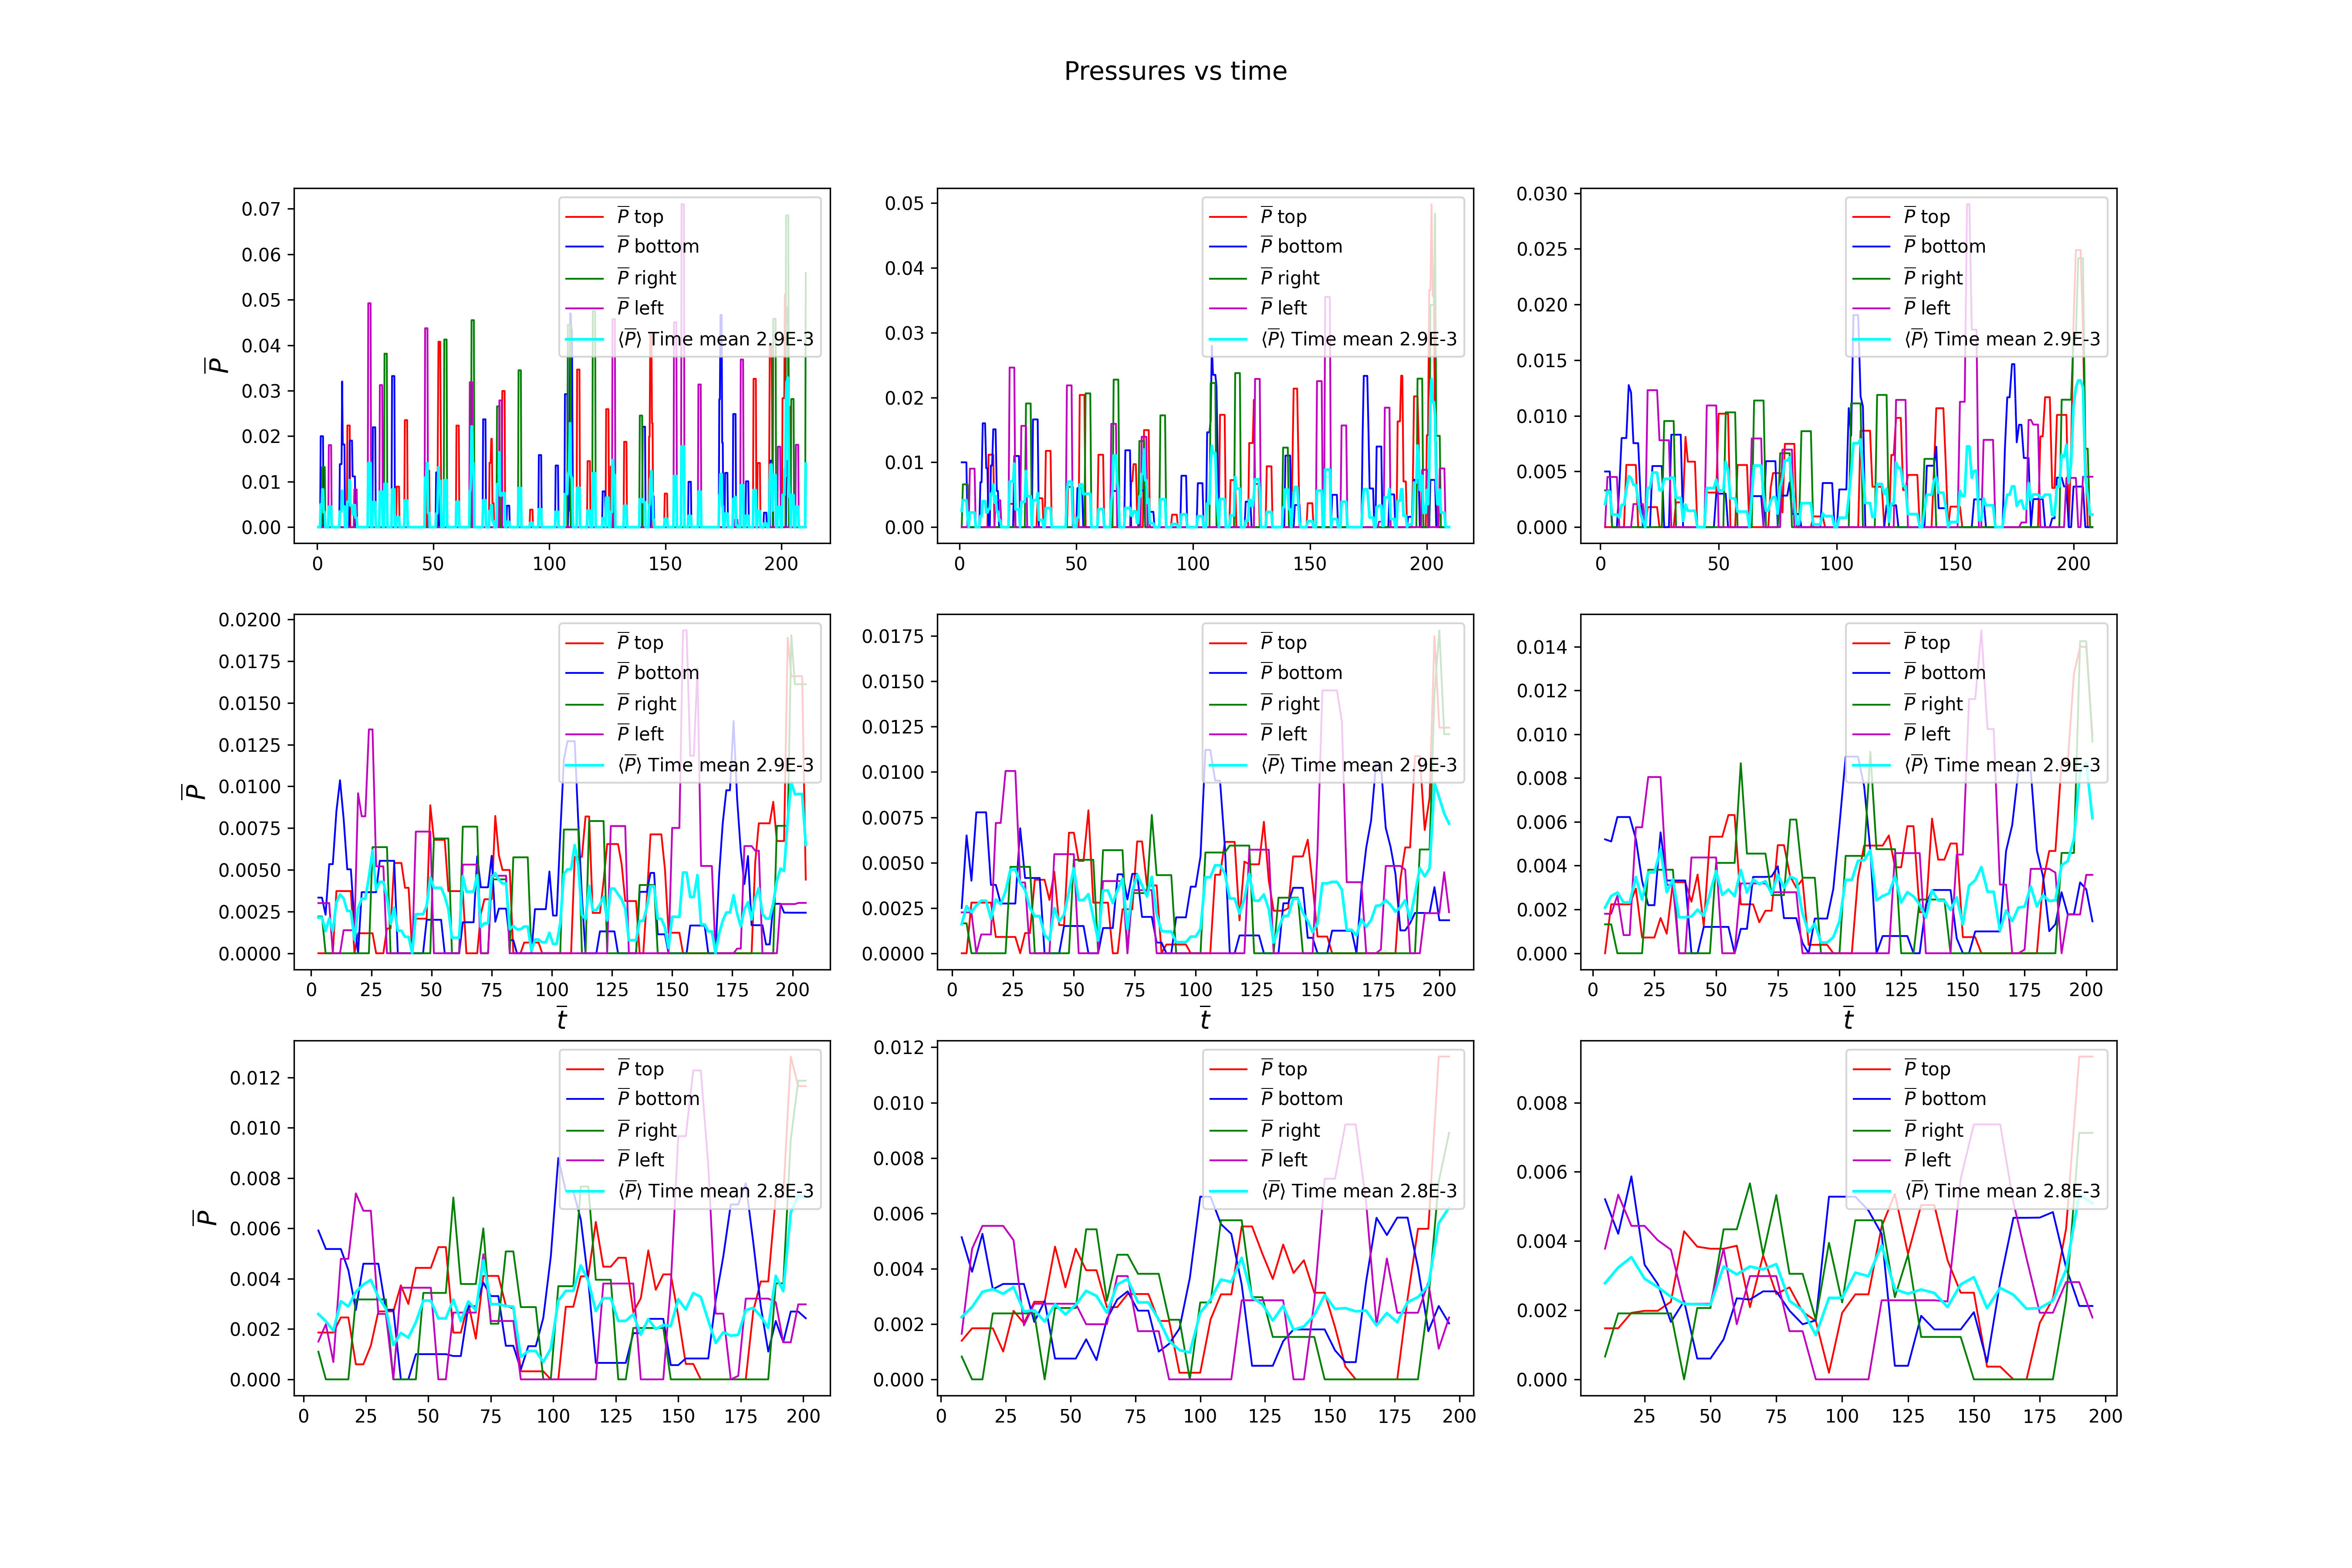 Pressures vs time
P̅
0.07
0.06
0.05
0.04
0.03
0.02
0.01
0.00
P̅ top
P̅ bottom
P̅ right
P̅ left
⟨P̅⟩ Time mean 2.9E-3
0 50 100 150 200
0.05
0.04
0.03
0.02
0.01
0.00
P̅ top
P̅ bottom
P̅ right
P̅ left
⟨P̅⟩ Time mean 2.9E-3
0 50 100 150 200
0.030
0.025
0.020
0.015
0.010
0.005
0.000
P̅ top
P̅ bottom
P̅ right
P̅ left
⟨P̅⟩ Time mean 2.9E-3
0 50 100 150 200
P̅
0.0200
0.0175
0.0150
0.0125
0.0100
0.0075
0.0050
0.0025
0.0000
P̅ top
P̅ bottom
P̅ right
P̅ left
⟨P̅⟩ Time mean 2.9E-3
0 25 50 75 100 125 150 175 200
t̅
0.0175
0.0150
0.0125
0.0100
0.0075
0.0050
0.0025
0.0000
P̅ top
P̅ bottom
P̅ right
P̅ left
⟨P̅⟩ Time mean 2.9E-3
0 25 50 75 100 125 150 175 200
t̅
0.014
0.012
0.010
0.008
0.006
0.004
0.002
0.000
P̅ top
P̅ bottom
P̅ right
P̅ left
⟨P̅⟩ Time mean 2.9E-3
0 25 50 75 100 125 150 175 200
t̅
P̅
0.012
0.010
0.008
0.006
0.004
0.002
0.000
P̅ top
P̅ bottom
P̅ right
P̅ left
⟨P̅⟩ Time mean 2.8E-3
0 25 50 75 100 125 150 175 200
0.012
0.010
0.008
0.006
0.004
0.002
0.000
P̅ top
P̅ bottom
P̅ right
P̅ left
⟨P̅⟩ Time mean 2.8E-3
0 25 50 75 100 125 150 175 200
0.008
0.006
0.004
0.002
0.000
P̅ top
P̅ bottom
P̅ right
P̅ left
⟨P̅⟩ Time mean 2.8E-3
25 50 75 100 125 150 175 200